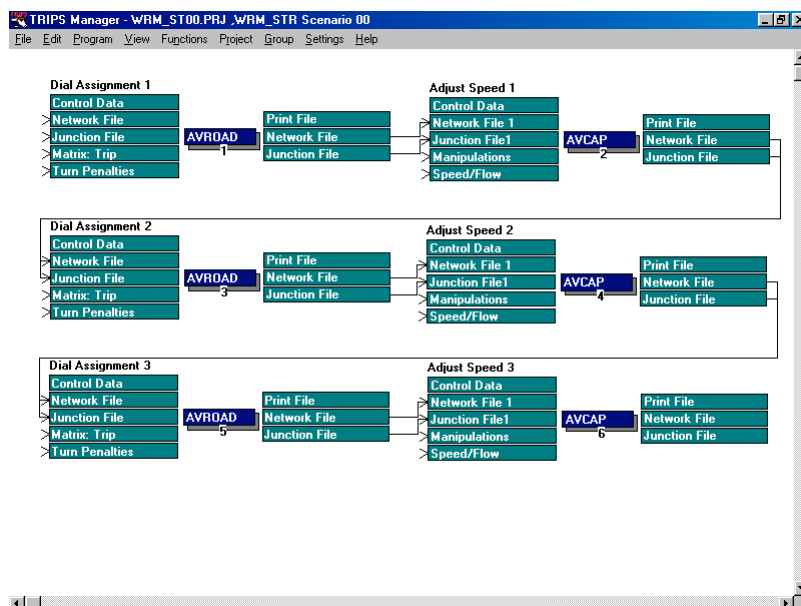 TRIPS Manager - WRM_ST00.PRJ ,WRM_STR Scenario 00
File Edit Program View Functions Project Group Settings Help
Dial Assignment 1
Control Data
Network File
Junction File
Matrix: Trip
Turn Penalties
AVROAD
1
Print File
Network File
Junction File
Adjust Speed 1
Control Data
Network File 1
Junction File1
Manipulations
Speed/Flow
AVCAP
2
Print File
Network File
Junction File
Dial Assignment 2
Control Data
Network File
Junction File
Matrix: Trip
Turn Penalties
AVROAD
3
Print File
Network File
Junction File
Adjust Speed 2
Control Data
Network File 1
Junction File1
Manipulations
Speed/Flow
AVCAP
4
Print File
Network File
Junction File
Dial Assignment 3
Control Data
Network File
Junction File
Matrix: Trip
Turn Penalties
AVROAD
5
Print File
Network File
Junction File
Adjust Speed 3
Control Data
Network File 1
Junction File1
Manipulations
Speed/Flow
AVCAP
6
Print File
Network File
Junction File